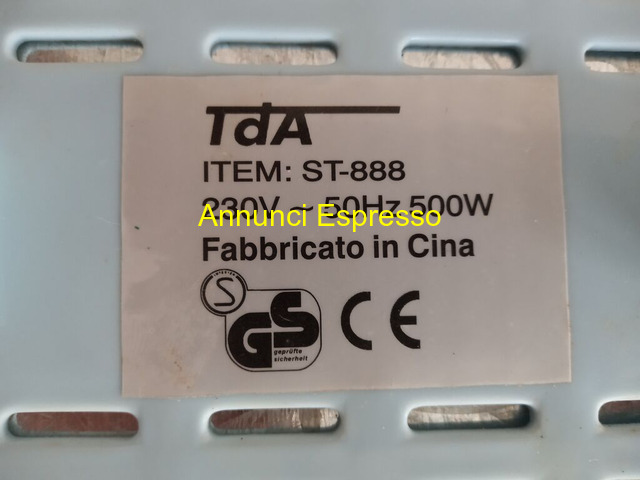 TdA
ITEM: ST-888
230V ~ 50Hz 500W
Annunci Espresso
Fabbricato in Cina
S
GS
geprüfte
sicherheit
CE